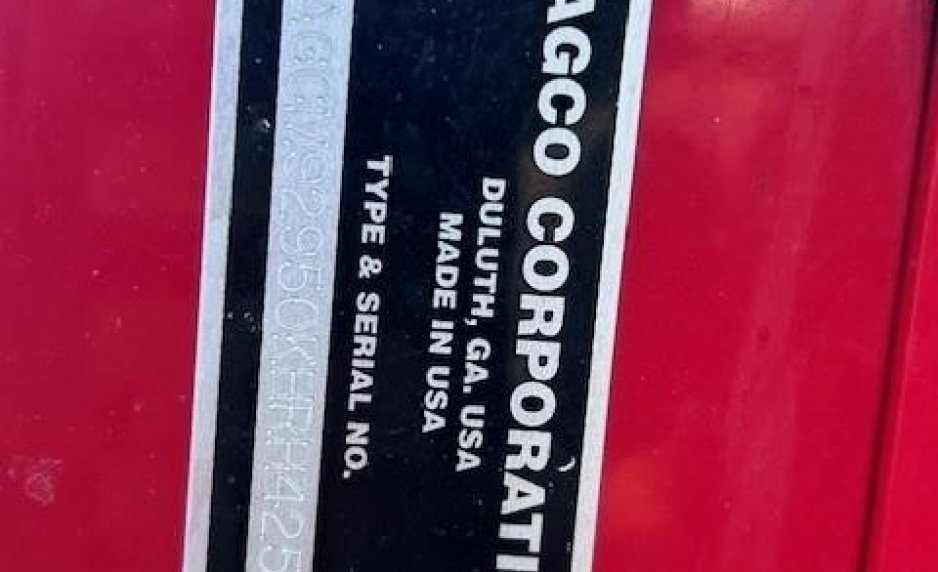 AGCO CORPORATI
DULUTH, GA. USA
MADE IN USA
TYPE & SERIAL NO.